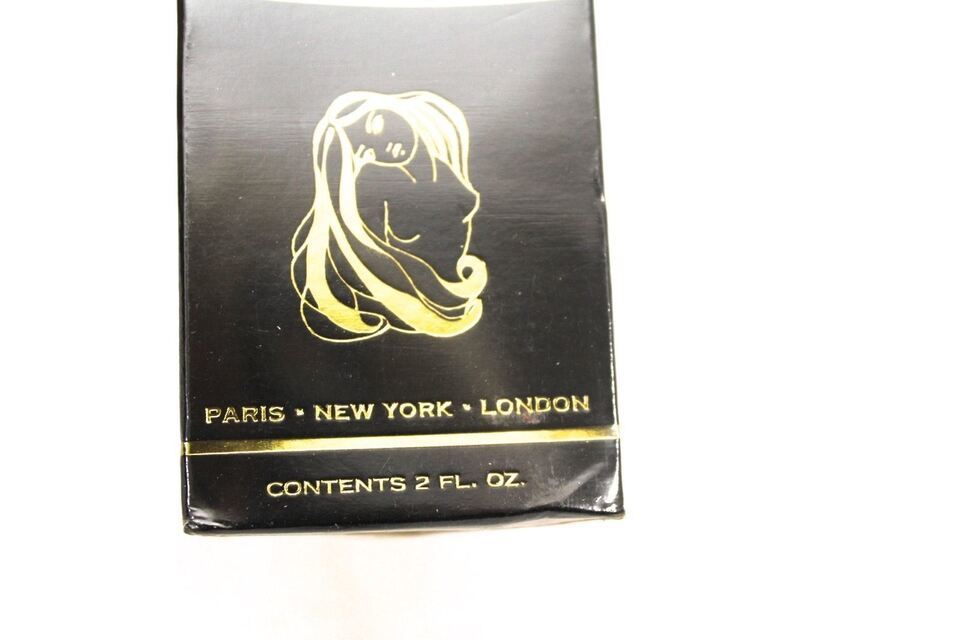 PARIS • NEW YORK • LONDON
CONTENTS 2 FL. OZ.